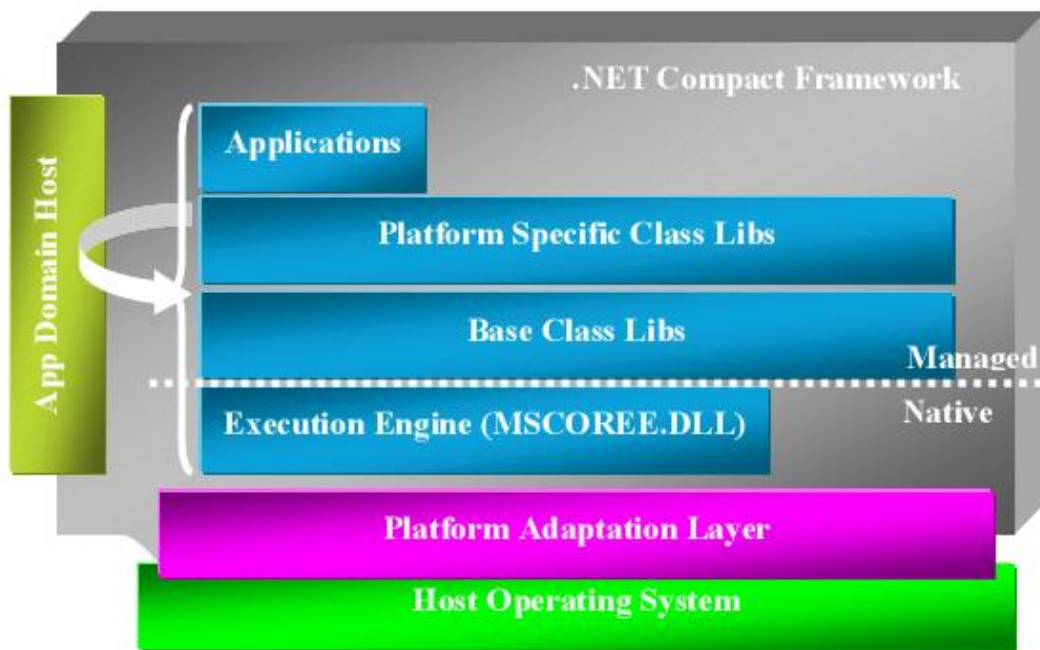 .NET Compact Framework
App Domain Host
Applications
Platform Specific Class Libs
Base Class Libs
Managed
Native
Execution Engine (MSCOREE.DLL)
Platform Adaptation Layer
Host Operating System